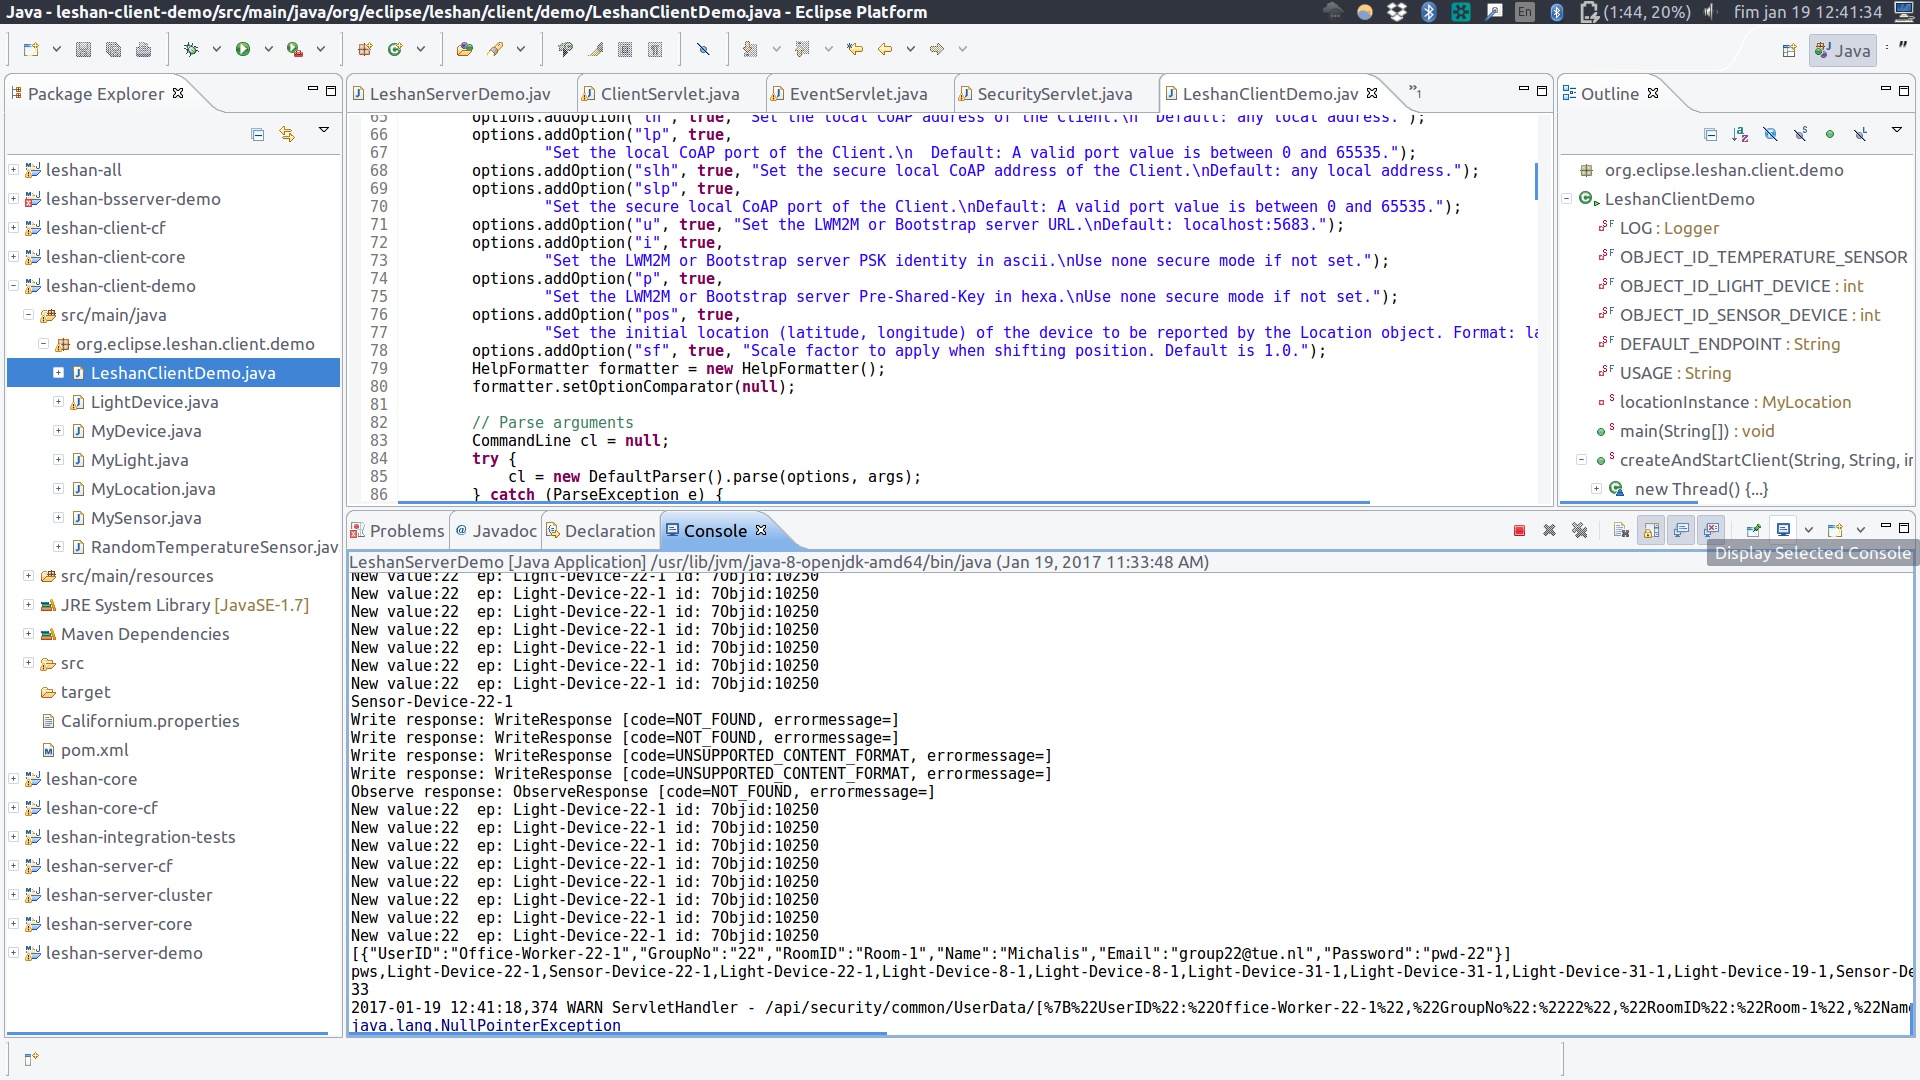 Java - leshan-client-demo/src/main/java/org/eclipse/leshan/client/demo/LeshanClientDemo.java - Eclipse Platform
En
(1:44, 20%)
fim jan 19 12:41:34
Java
Package Explorer
leshan-all
leshan-bsserver-demo
leshan-client-cf
leshan-client-core
leshan-client-demo
src/main/java
org.eclipse.leshan.client.demo
LeshanClientDemo.java
LightDevice.java
MyDevice.java
MyLight.java
MyLocation.java
MySensor.java
RandomTemperatureSensor.jav
src/main/resources
JRE System Library [JavaSE-1.7]
Maven Dependencies
src
target
Californium.properties
pom.xml
leshan-core
leshan-core-cf
leshan-integration-tests
leshan-server-cf
leshan-server-cluster
leshan-server-core
leshan-server-demo
LeshanServerDemo.jav
ClientServlet.java
EventServlet.java
SecurityServlet.java
LeshanClientDemo.jav
»1
65 options.addOption("lh", true, "Set the local CoAP address of the Client.\n  Default: any local address.");
66 options.addOption("lp", true,
67 "Set the local CoAP port of the Client.\n  Default: A valid port value is between 0 and 65535.");
68 options.addOption("slh", true, "Set the secure local CoAP address of the Client.\nDefault: any local address.");
69 options.addOption("slp", true,
70 "Set the secure local CoAP port of the Client.\nDefault: A valid port value is between 0 and 65535.");
71 options.addOption("u", true, "Set the LWM2M or Bootstrap server URL.\nDefault: localhost:5683.");
72 options.addOption("i", true,
73 "Set the LWM2M or Bootstrap server PSK identity in ascii.\nUse none secure mode if not set.");
74 options.addOption("p", true,
75 "Set the LWM2M or Bootstrap server Pre-Shared-Key in hexa.\nUse none secure mode if not set.");
76 options.addOption("pos", true,
77 "Set the initial location (latitude, longitude) of the device to be reported by the Location object. Format: la
78 options.addOption("sf", true, "Scale factor to apply when shifting position. Default is 1.0.");
79 HelpFormatter formatter = new HelpFormatter();
80 formatter.setOptionComparator(null);
81
82 // Parse arguments
83 CommandLine cl = null;
84 try {
85 cl = new DefaultParser().parse(options, args);
86 } catch (ParseException e) {
Outline
org.eclipse.leshan.client.demo
LeshanClientDemo
LOG : Logger
OBJECT_ID_TEMPERATURE_SENSOR
OBJECT_ID_LIGHT_DEVICE : int
OBJECT_ID_SENSOR_DEVICE : int
DEFAULT_ENDPOINT : String
USAGE : String
locationInstance : MyLocation
main(String[]) : void
createAndStartClient(String, String, in
new Thread() {...}
Problems
Javadoc
Declaration
Console
Display Selected Console
LeshanServerDemo [Java Application] /usr/lib/jvm/java-8-openjdk-amd64/bin/java (Jan 19, 2017 11:33:48 AM)
New value:22  ep: Light-Device-22-1 id: 7Objid:10250
New value:22  ep: Light-Device-22-1 id: 7Objid:10250
New value:22  ep: Light-Device-22-1 id: 7Objid:10250
New value:22  ep: Light-Device-22-1 id: 7Objid:10250
New value:22  ep: Light-Device-22-1 id: 7Objid:10250
New value:22  ep: Light-Device-22-1 id: 7Objid:10250
New value:22  ep: Light-Device-22-1 id: 7Objid:10250
Sensor-Device-22-1
Write response: WriteResponse [code=NOT_FOUND, errormessage=]
Write response: WriteResponse [code=NOT_FOUND, errormessage=]
Write response: WriteResponse [code=UNSUPPORTED_CONTENT_FORMAT, errormessage=]
Write response: WriteResponse [code=UNSUPPORTED_CONTENT_FORMAT, errormessage=]
Observe response: ObserveResponse [code=NOT_FOUND, errormessage=]
New value:22  ep: Light-Device-22-1 id: 7Objid:10250
New value:22  ep: Light-Device-22-1 id: 7Objid:10250
New value:22  ep: Light-Device-22-1 id: 7Objid:10250
New value:22  ep: Light-Device-22-1 id: 7Objid:10250
New value:22  ep: Light-Device-22-1 id: 7Objid:10250
New value:22  ep: Light-Device-22-1 id: 7Objid:10250
New value:22  ep: Light-Device-22-1 id: 7Objid:10250
New value:22  ep: Light-Device-22-1 id: 7Objid:10250
[{"UserID":"Office-Worker-22-1","GroupNo":"22","RoomID":"Room-1","Name":"Michalis","Email":"group22@tue.nl","Password":"pwd-22"}]
pws,Light-Device-22-1,Sensor-Device-22-1,Light-Device-22-1,Light-Device-8-1,Light-Device-8-1,Light-Device-31-1,Light-Device-31-1,Light-Device-31-1,Light-Device-19-1,Sensor-De
33
2017-01-19 12:41:18,374 WARN ServletHandler - /api/security/common/UserData/[%7B%22UserID%22:%22Office-Worker-22-1%22,%22GroupNo%22:%2222%22,%22RoomID%22:%22Room-1%22,%22Nam
java.lang.NullPointerException